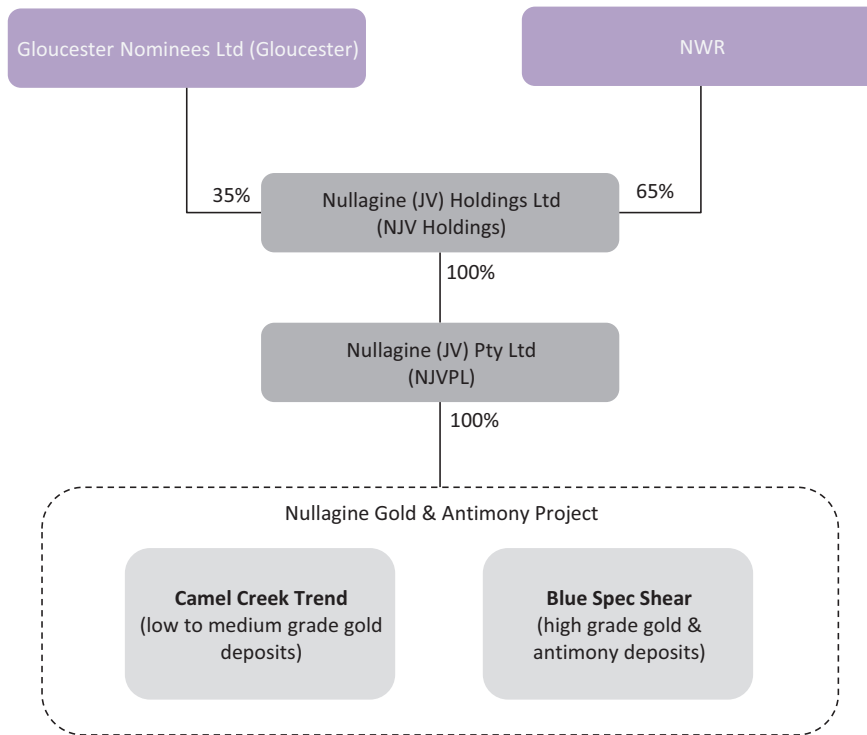 Gloucester Nominees Ltd (Gloucester)
NWR
35%
Nullagine (JV) Holdings Ltd
(NJV Holdings)
65%
100%
Nullagine (JV) Pty Ltd
(NJVPL)
100%
Nullagine Gold & Antimony Project
Camel Creek Trend
(low to medium grade gold
deposits)
Blue Spec Shear
(high grade gold &
antimony deposits)